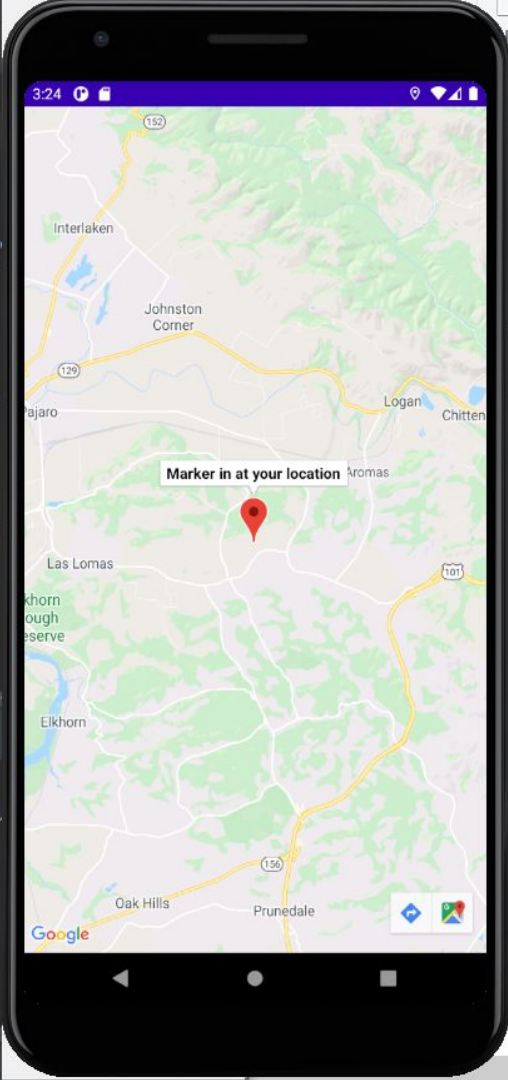 3:24
152
Interlaken
Johnston
Corner
129
Logan
Pajaro
Chitten
Marker in at your location
Aromas
Las Lomas
101
khorn
ough
eserve
Elkhorn
156
Oak Hills
Prunedale
Google